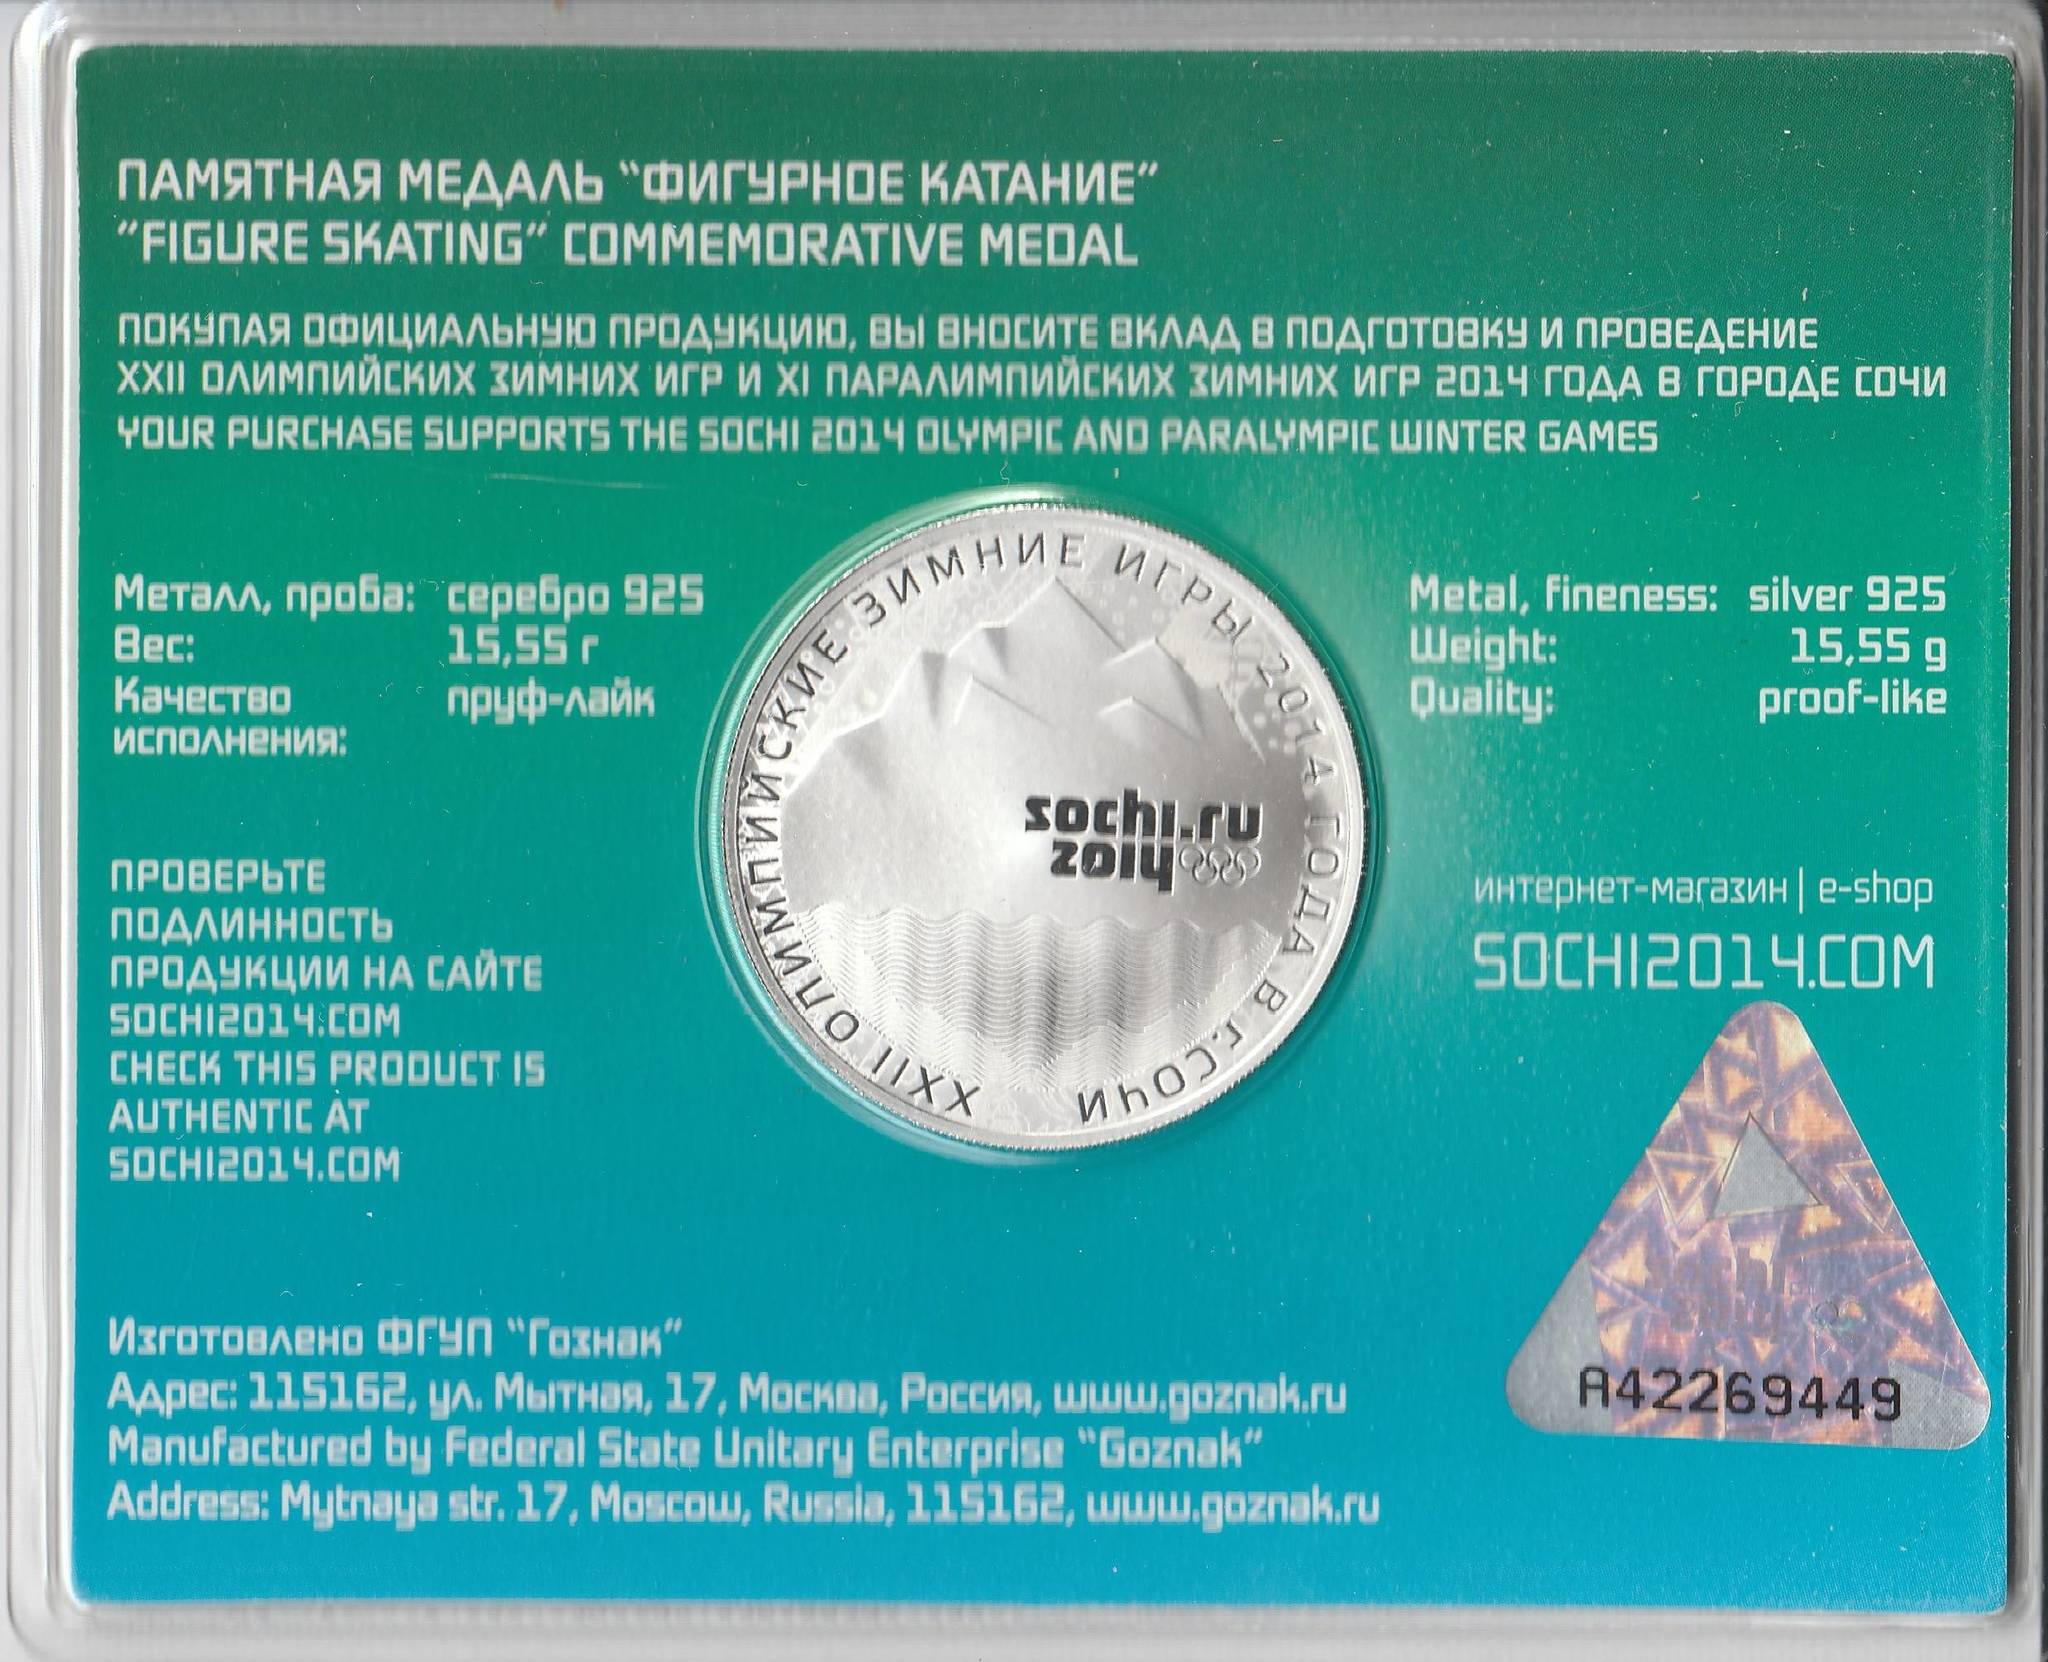 ПАМЯТНАЯ МЕДАЛЬ "ФИГУРНОЕ КАТАНИЕ"
"FIGURE SKATING" COMMEMORATIVE MEDAL
ПОКУПАЯ ОФИЦИАЛЬНУЮ ПРОДУКЦИЮ, ВЫ ВНОСИТЕ ВКЛАД В ПОДГОТОВКУ И ПРОВЕДЕНИЕ
XXII ОЛИМПИЙСКИХ ЗИМНИХ ИГР И XI ПАРАЛИМПИЙСКИХ ЗИМНИХ ИГР 2014 ГОДА В ГОРОДЕ СОЧИ
YOUR PURCHASE SUPPORTS THE SOCHI 2014 OLYMPIC AND PARALYMPIC WINTER GAMES
Металл, проба: серебро 925
Вес: 15,55 г
Качество пруф-лайк
исполнения:
XXII ОЛИМПИЙСКИЕ ЗИМНИЕ ИГРЫ 2014 ГОДА В г.СОЧИ
sochi.ru
2014
Metal, fineness: silver 925
Weight: 15,55 g
Quality: proof-like
ПРОВЕРЬТЕ
ПОДЛИННОСТЬ
ПРОДУКЦИИ НА САЙТЕ
SOCHI2014.COM
CHECK THIS PRODUCT IS
AUTHENTIC AT
SOCHI2014.COM
интернет-магазин | e-shop
SOCHI2014.COM
A42269449
Изготовлено ФГУП "Гознак"
Адрес: 115162, ул. Мытная, 17, Москва, Россия, www.goznak.ru
Manufactured by Federal State Unitary Enterprise "Goznak"
Address: Mytnaya str. 17, Moscow, Russia, 115162, www.goznak.ru